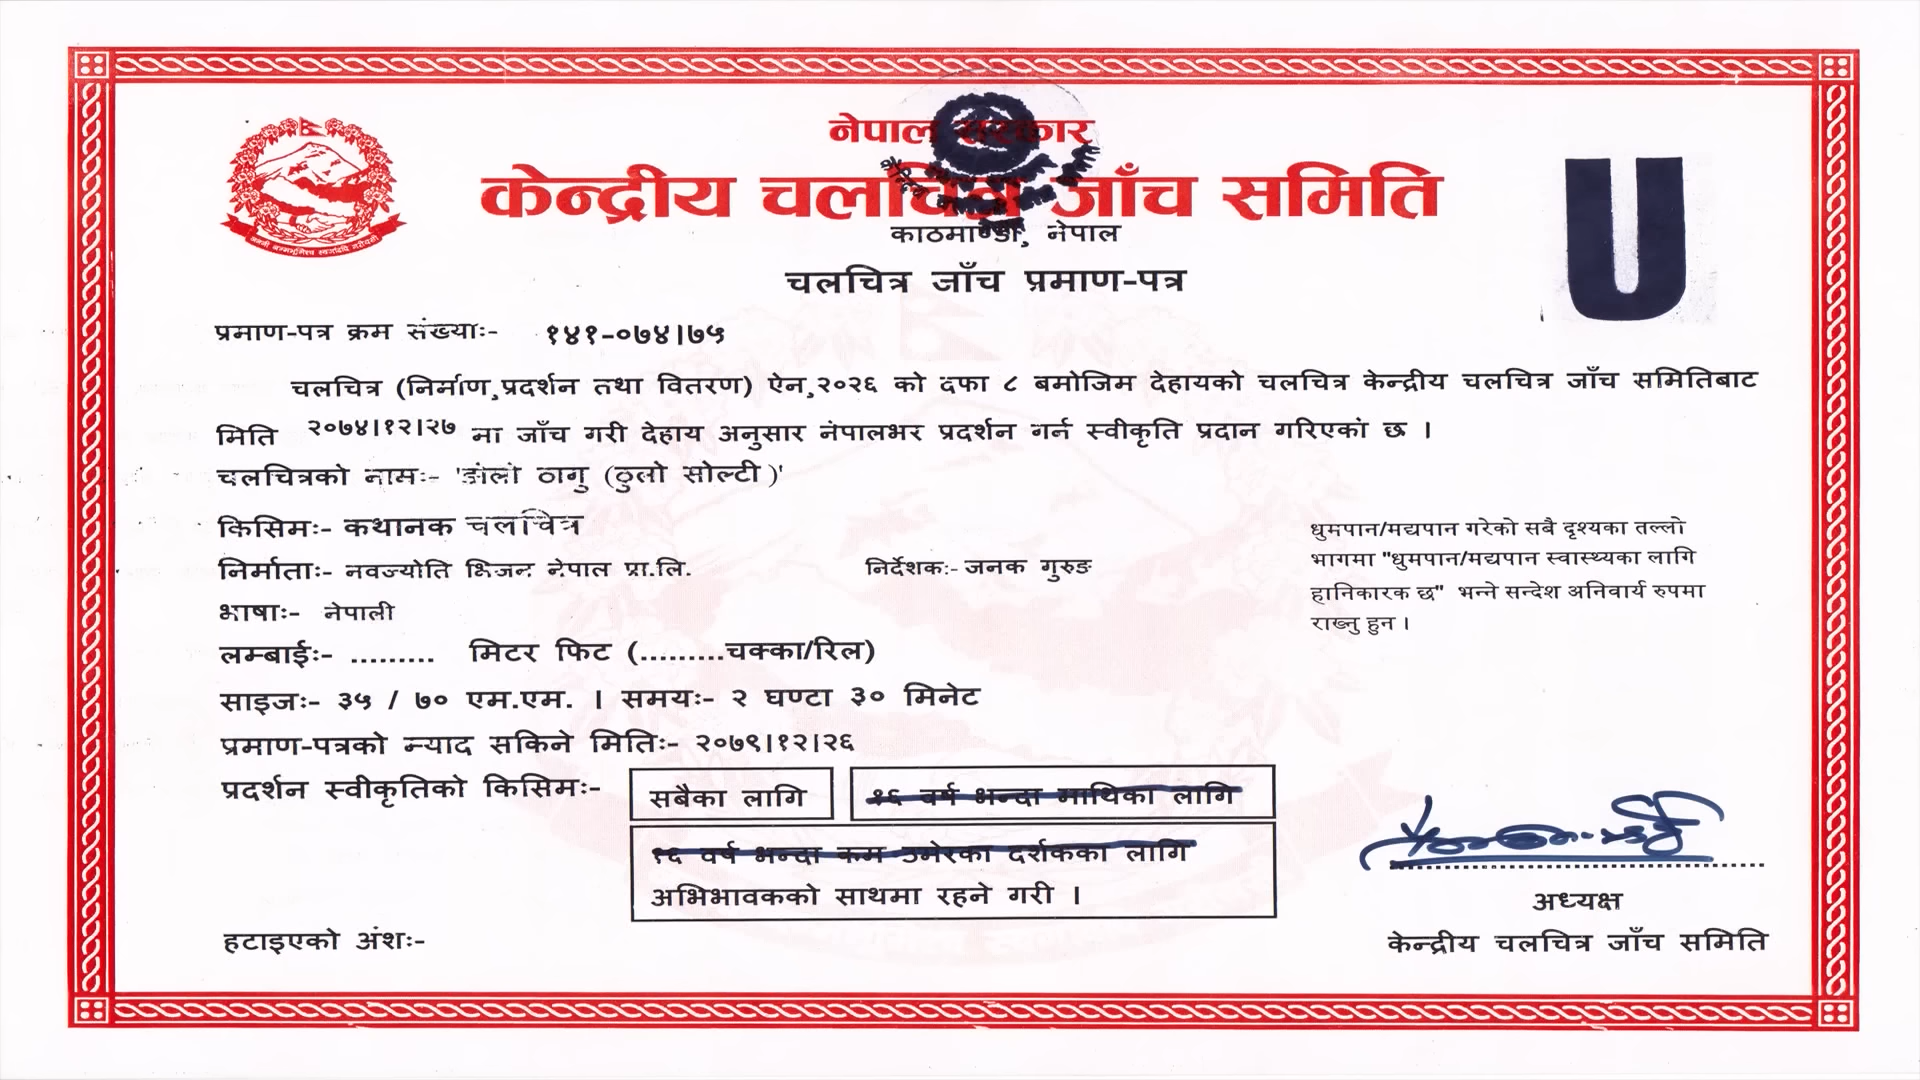 नेपाल सरकार
केन्द्रीय चलचित्र जाँच समिति
काठमाण्डौ, नेपाल
U
चलचित्र जाँच प्रमाण-पत्र
प्रमाण-पत्र क्रम संख्याः- १४१-०७४।७५
चलचित्र (निर्माण,प्रदर्शन तथा वितरण) ऐन,२०२६ को दफा ८ बमोजिम देहायको चलचित्र केन्द्रीय चलचित्र जाँच समितिबाट
मिति २०७४।१२।२७ मा जाँच गरी देहाय अनुसार नेपालभर प्रदर्शन गर्न स्वीकृति प्रदान गरिएको छ ।
चलचित्रको नामः- ठागु (ठुलो सोल्टी )'
किसिमः- कथानक चलचित्र
निर्माताः- नवज्योति भिजन नेपाल प्रा.लि. निर्देशकः- जनक गुरुङ
भाषाः- नेपाली
लम्बाईः- ......... मिटर फिट (.........चक्का/रिल)
साइजः- ३५ / ७० एम.एम. । समयः- २ घण्टा ३० मिनेट
प्रमाण-पत्रको म्याद सकिने मितिः- २०७९।१२।२६
धुमपान/मद्यपान गरेको सबै दृश्यका तल्लो
भागमा "धुमपान/मद्यपान स्वास्थ्यका लागि
हानिकारक छ" भन्ने सन्देश अनिवार्य रुपमा
राख्नु हुन ।
प्रदर्शन स्वीकृतिको किसिमः- सबैका लागि १६ वर्ष भन्दा माथिका लागि
१६ वर्ष भन्दा कम उमेरका दर्शकका लागि
अभिभावकको साथमा रहने गरी ।
हटाइएको अंशः-
अध्यक्ष
केन्द्रीय चलचित्र जाँच समिति